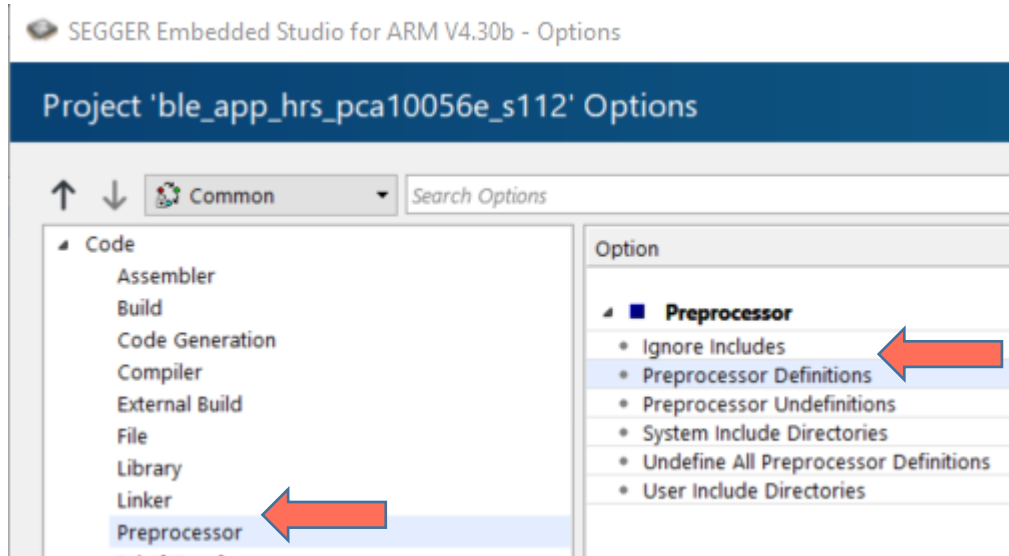 SEGGER Embedded Studio for ARM V4.30b - Options
Project 'ble_app_hrs_pca10056e_s112' Options
Common
Search Options
Code
Assembler
Build
Code Generation
Compiler
External Build
File
Library
Linker
Preprocessor
Option
Preprocessor
Ignore Includes
Preprocessor Definitions
Preprocessor Undefinitions
System Include Directories
Undefine All Preprocessor Definitions
User Include Directories